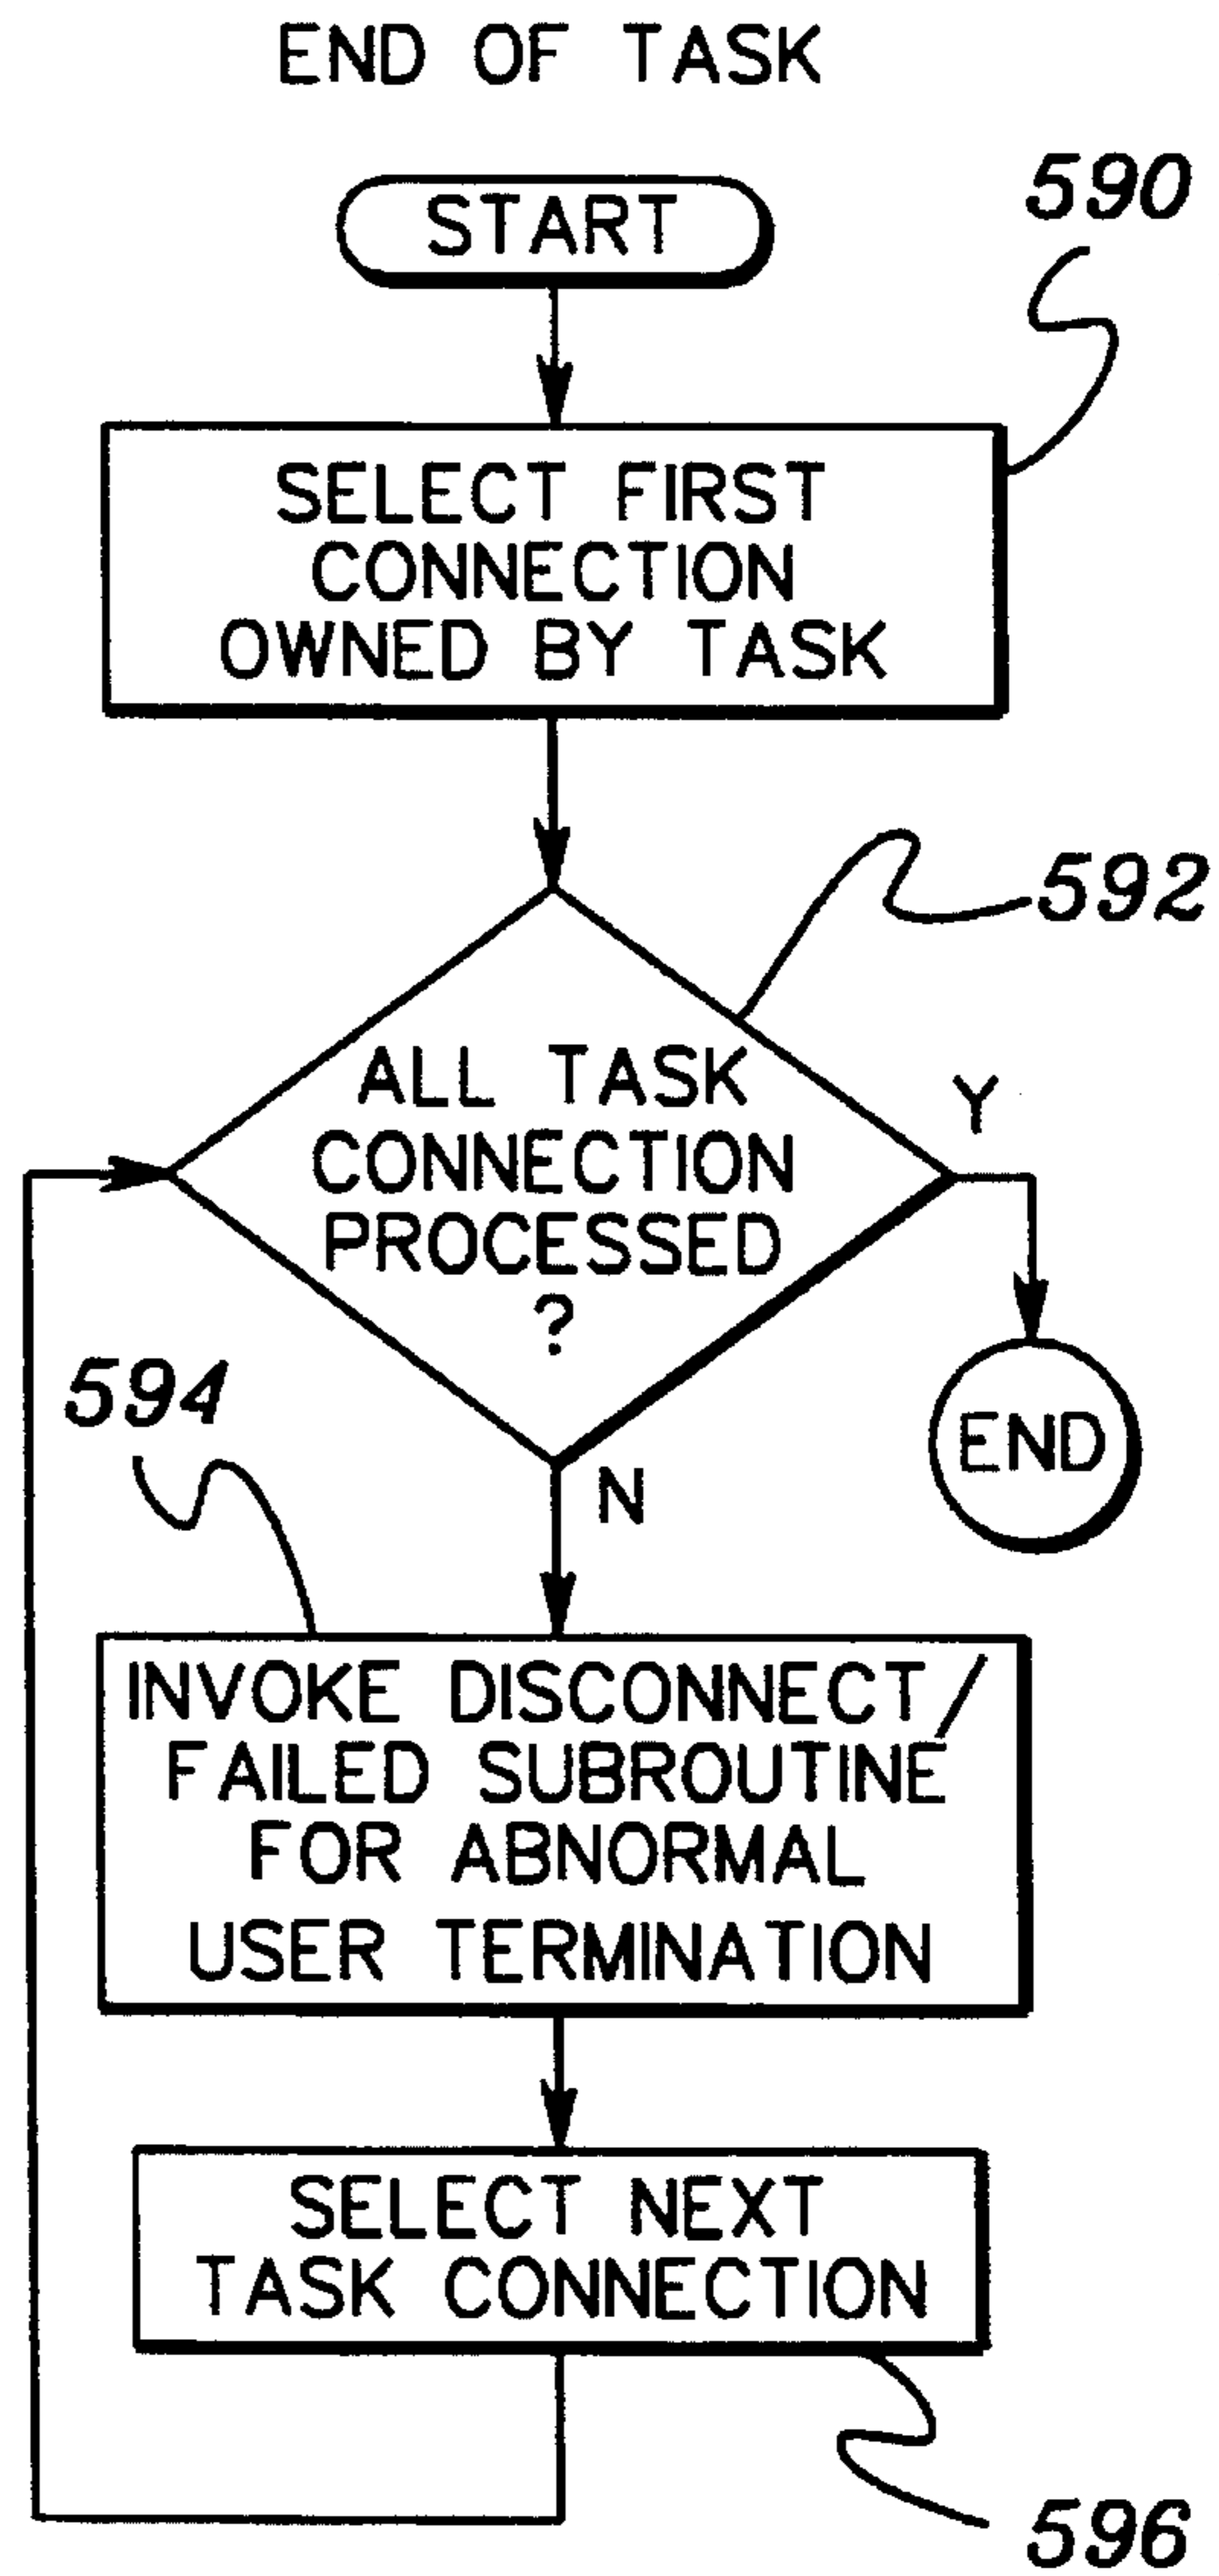 END OF TASK
START
590
SELECT FIRST
CONNECTION
OWNED BY TASK
592
ALL TASK
CONNECTION
PROCESSED
?
Y
END
594
N
INVOKE DISCONNECT/
FAILED SUBROUTINE
FOR ABNORMAL
USER TERMINATION
SELECT NEXT
TASK CONNECTION
596